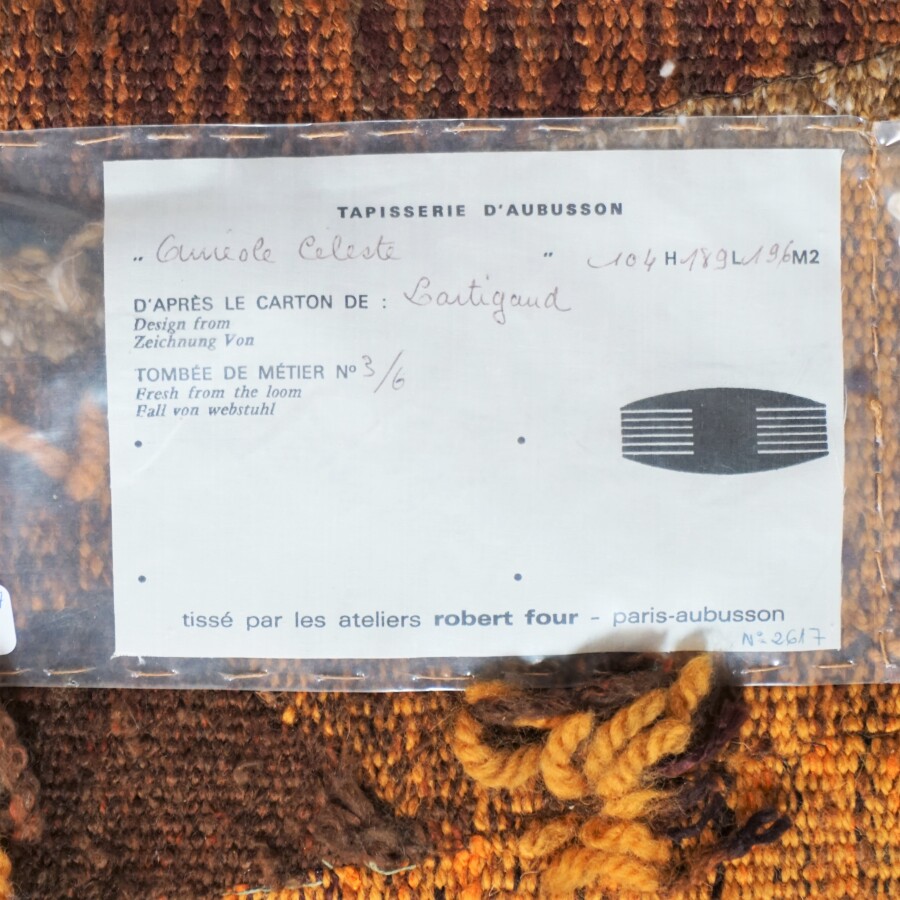 TAPISSERIE D'AUBUSSON
„ Céleste " 104 H 189 L 1,96 M2
D'APRÈS LE CARTON DE : Lartigaud
Design from
Zeichnung Von
TOMBÉE DE MÉTIER Nº 3/6
Fresh from the loom
Fall von webstuhl
tissé par les ateliers robert four - paris-aubusson
Nº 2617